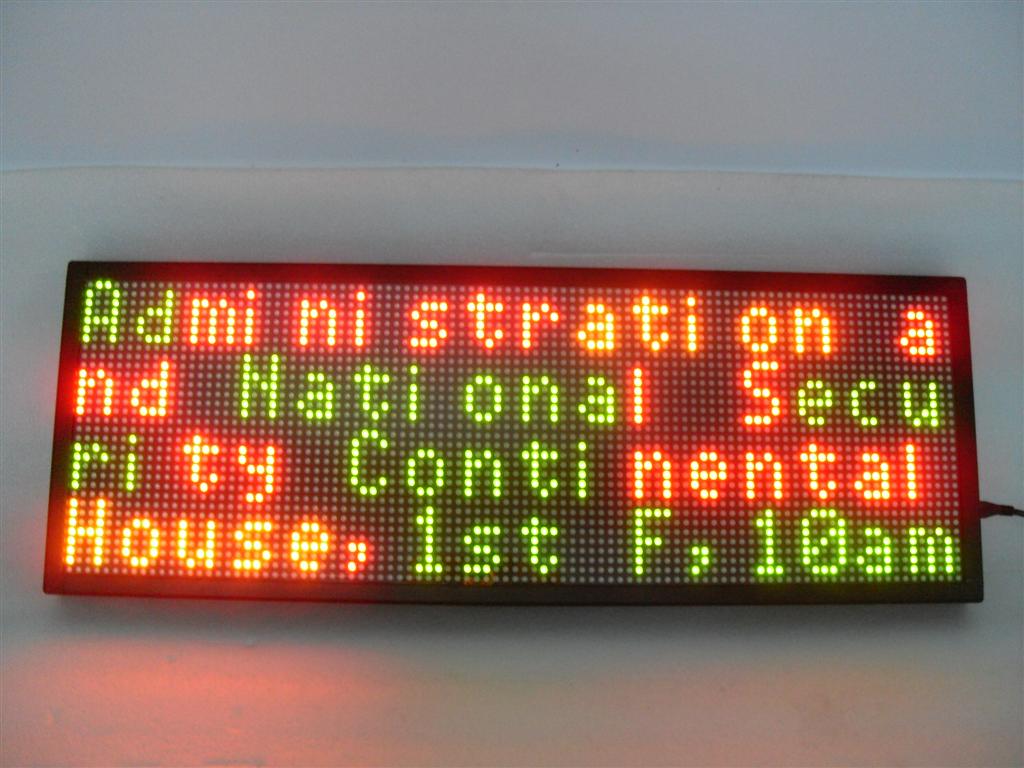 Administration a
nd National Secu
rity Continental
House,1st F,10am